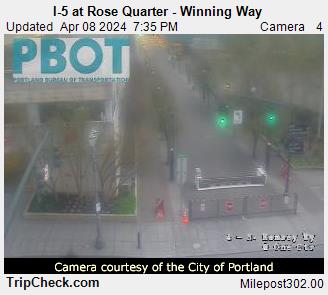 I-5 at Rose Quarter - Winning Way
Updated Apr 08 2024 7:35 PM Camera 4
PBOT
PORTLAND BUREAU OF TRANSPORTATION
Camera courtesy of the City of Portland
TripCheck.com Milepost302.00